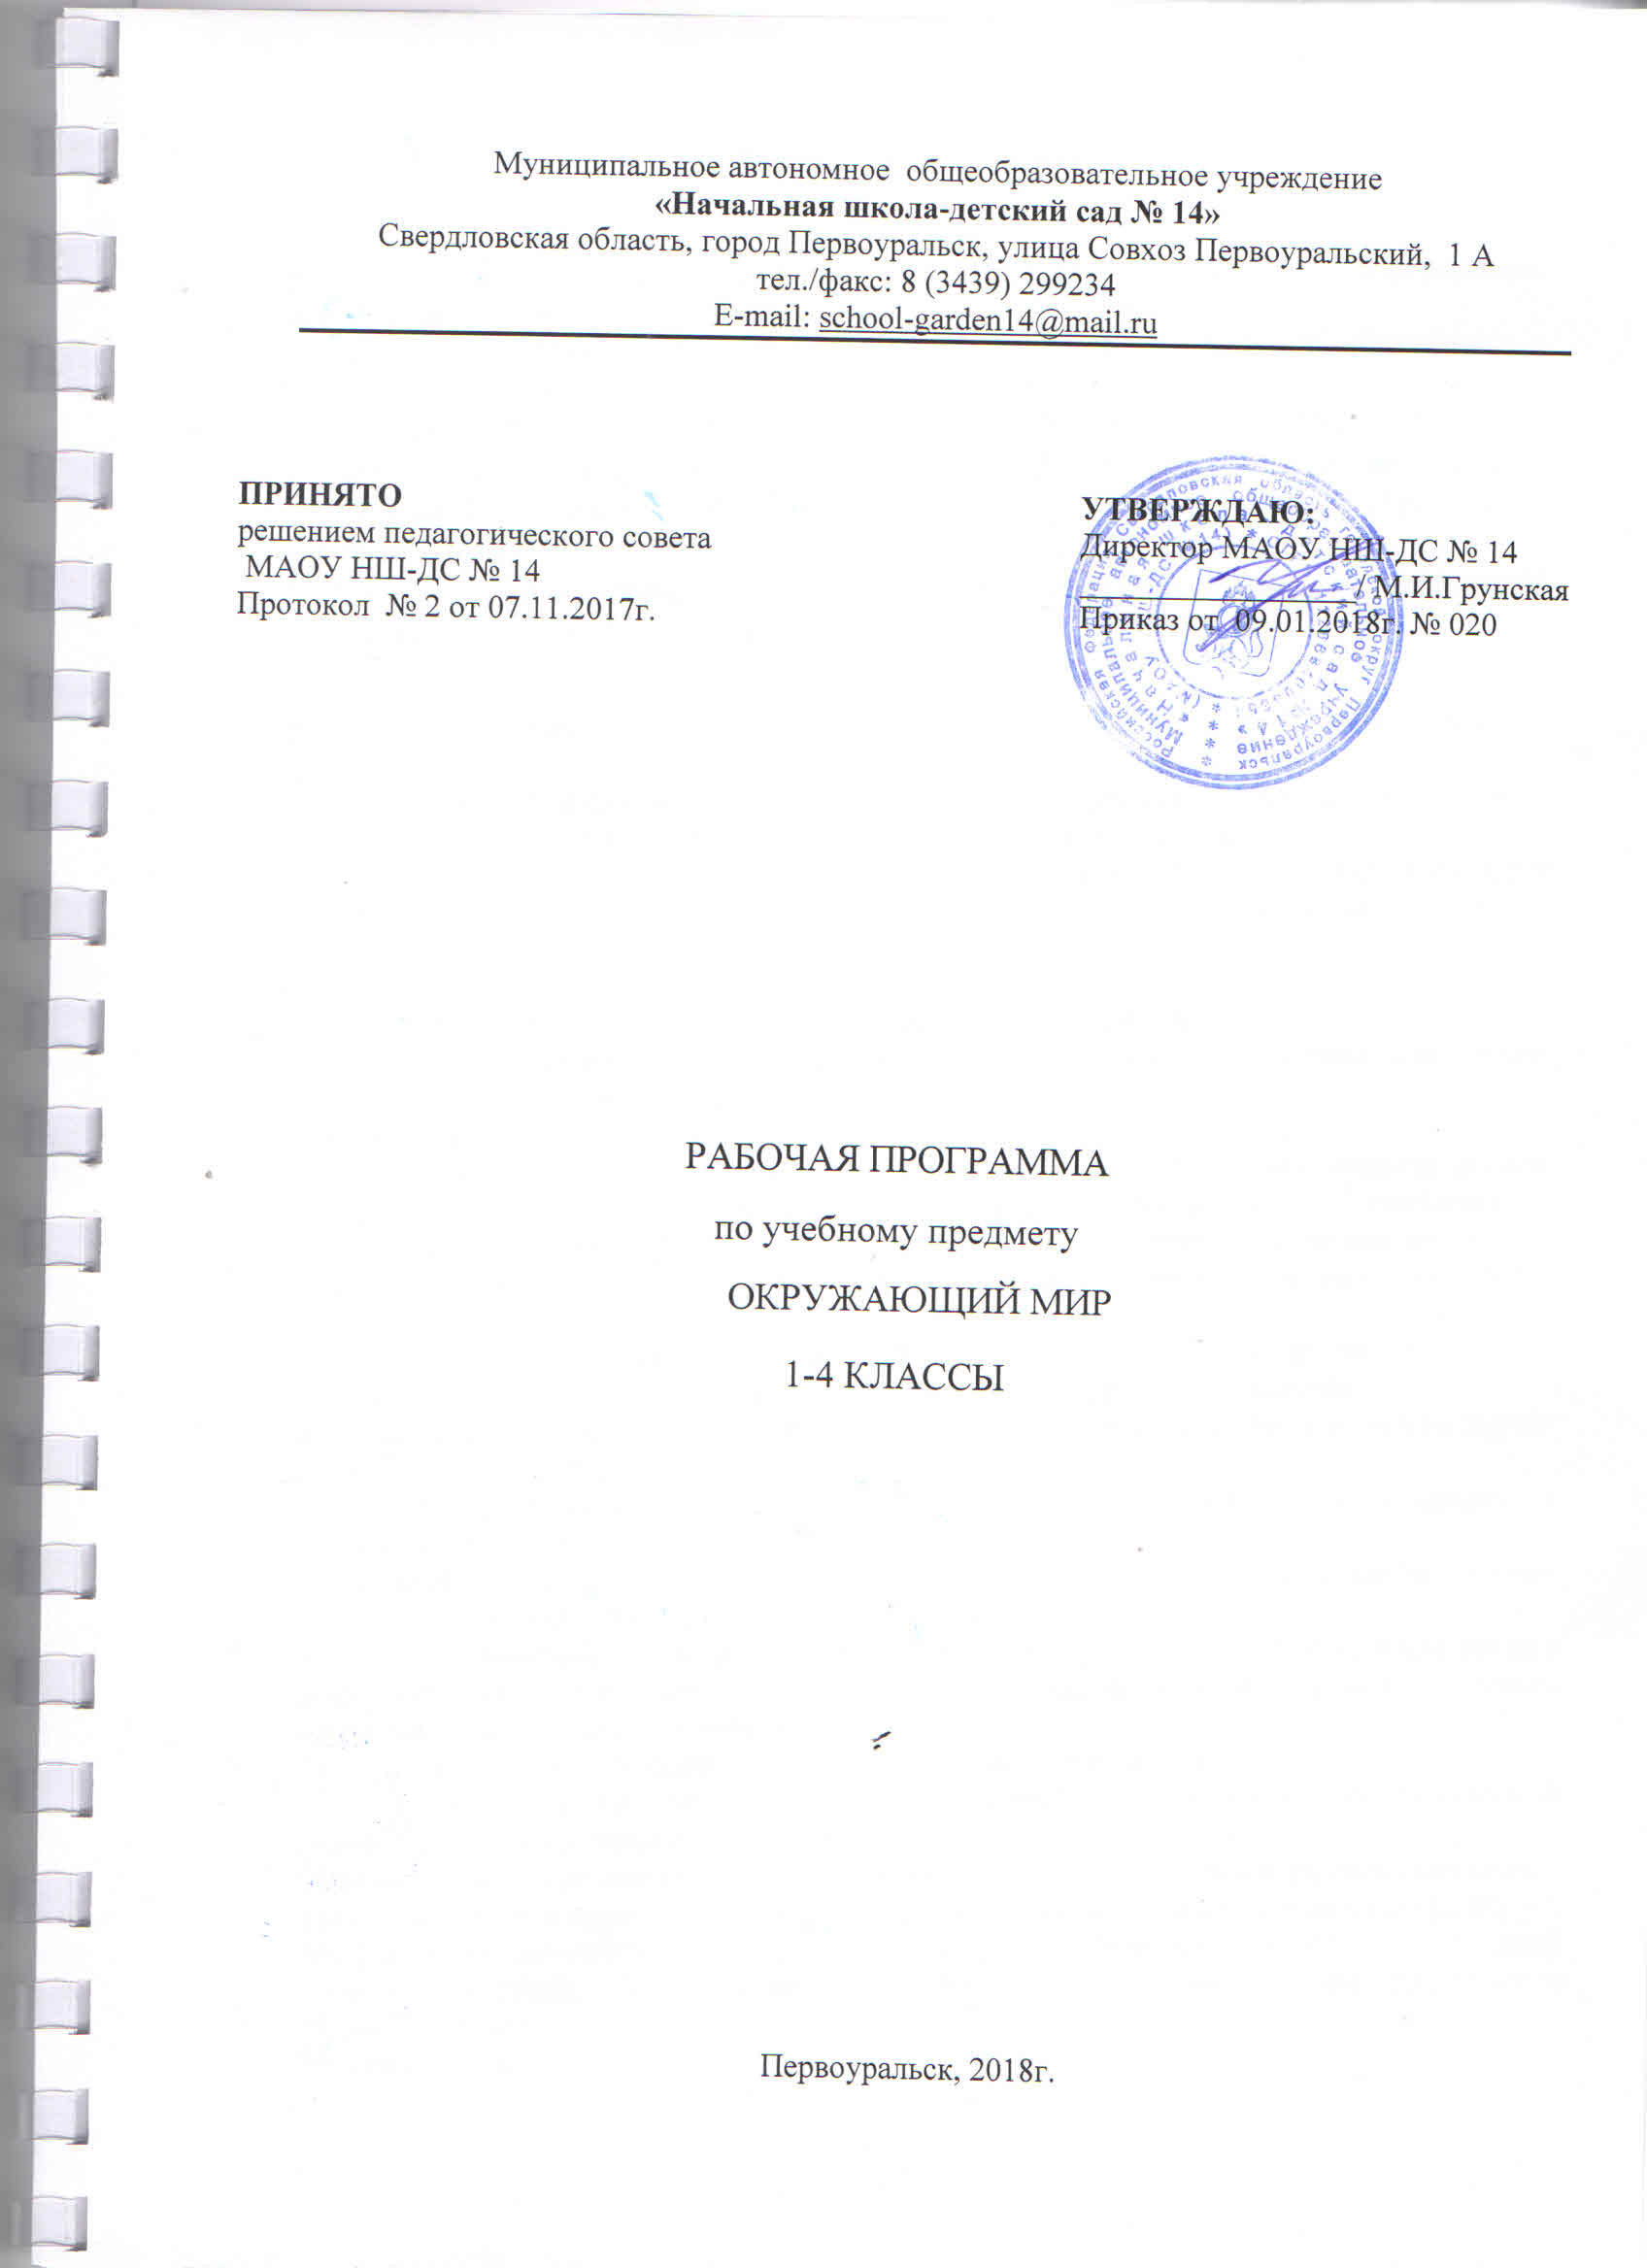 Муниципальное автономное общеобразовательное учреждение
«Начальная школа-детский сад № 14»
Свердловская область, город Первоуральск, улица Совхоз Первоуральский, 1 А
тел./факс: 8 (3439) 299234
E-mail: school-garden14@mail.ru
ПРИНЯТО
решением педагогического совета
МАОУ НШ-ДС № 14
Протокол № 2 от 07.11.2017г.
УТВЕРЖДАЮ:
Директор МАОУ НШ-ДС № 14
/ М.И.Грунская
Приказ от 09.01.2018г. № 020
РАБОЧАЯ ПРОГРАММА
по учебному предмету
ОКРУЖАЮЩИЙ МИР
1-4 КЛАССЫ
Первоуральск, 2018г.